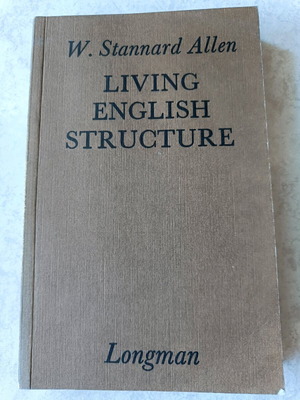 W. Stannard Allen
LIVING
ENGLISH
STRUCTURE
Longman